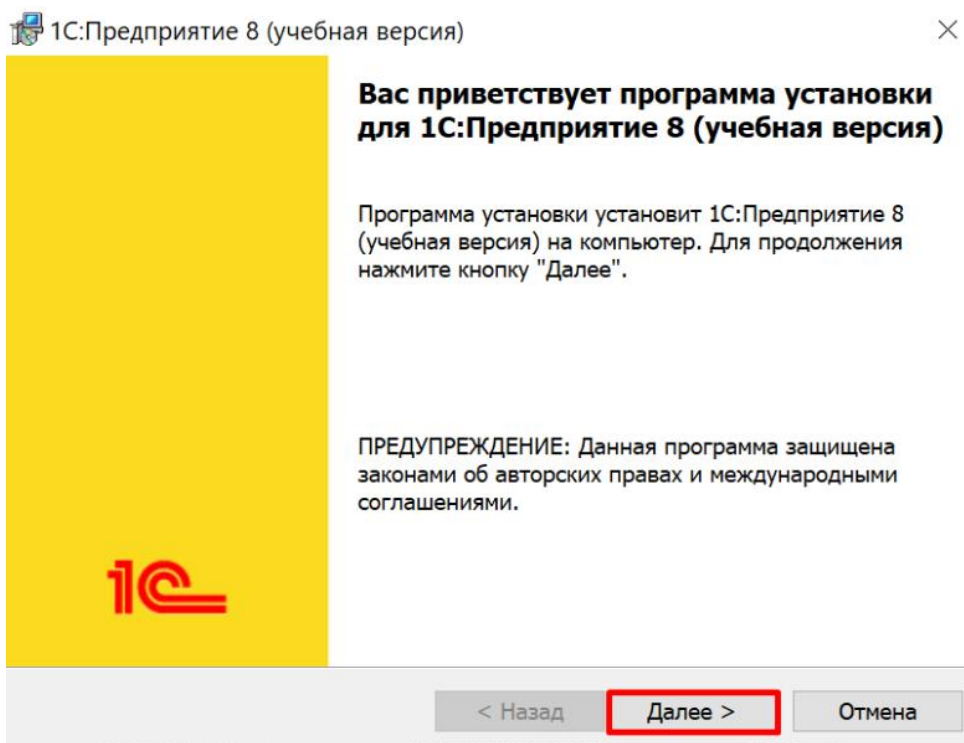 1С:Предприятие 8 (учебная версия)
Вас приветствует программа установки
для 1С:Предприятие 8 (учебная версия)
Программа установки установит 1С:Предприятие 8
(учебная версия) на компьютер. Для продолжения
нажмите кнопку "Далее".
ПРЕДУПРЕЖДЕНИЕ: Данная программа защищена
законами об авторских правах и международными
соглашениями.
1С
< Назад
Далее >
Отмена